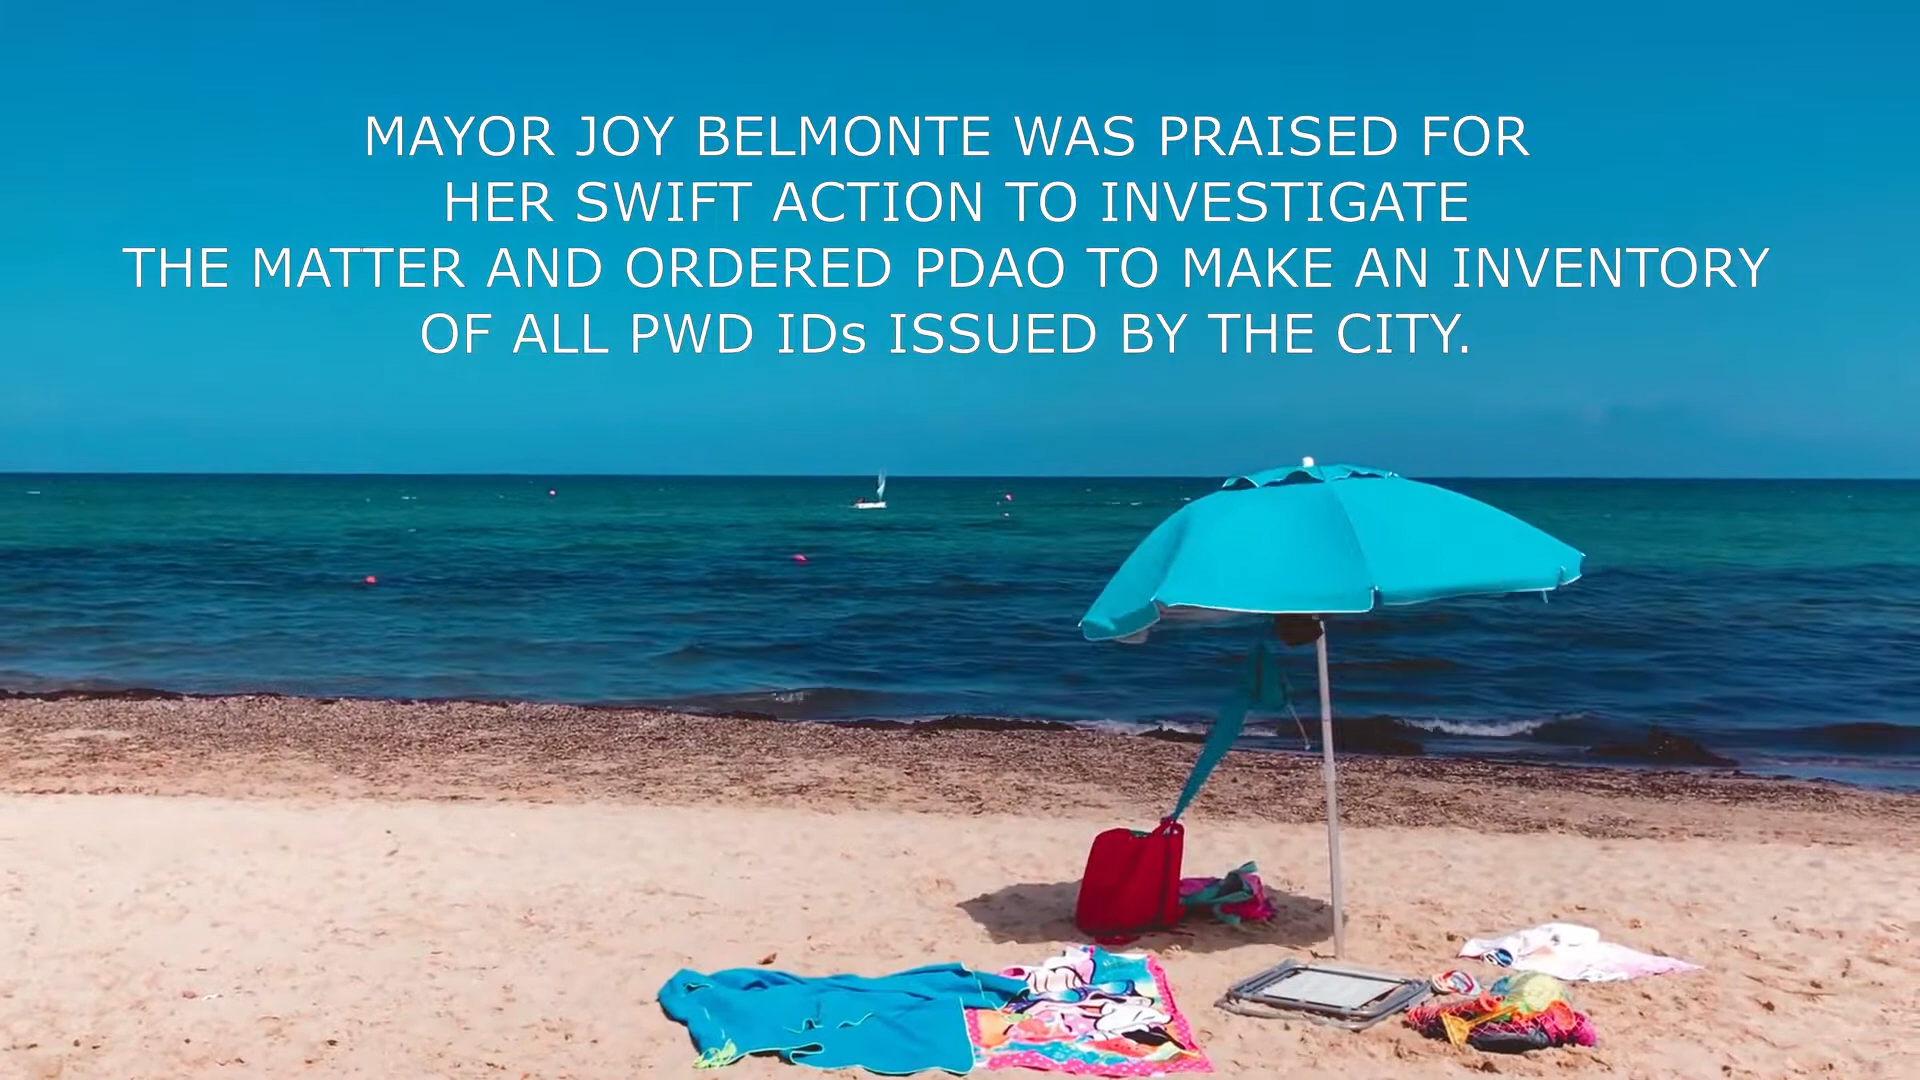 MAYOR JOY BELMONTE WAS PRAISED FOR
HER SWIFT ACTION TO INVESTIGATE
THE MATTER AND ORDERED PDAO TO MAKE AN INVENTORY
OF ALL PWD IDs ISSUED BY THE CITY.